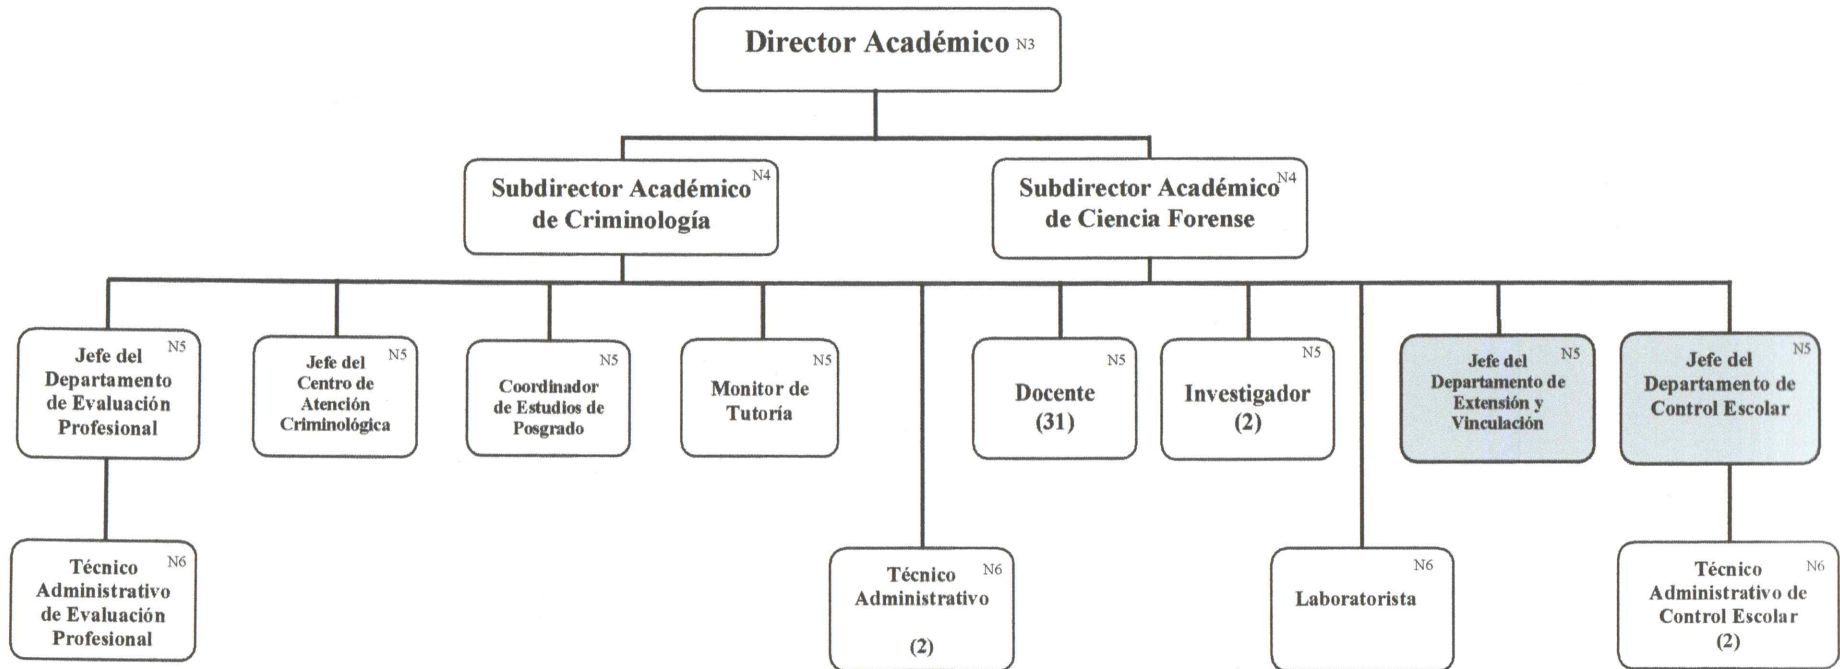 Director Académico N3
Subdirector Académico N4
de Criminología
Subdirector Académico N4
de Ciencia Forense
Jefe del N5
Departamento
de Evaluación
Profesional
Jefe del N5
Centro de
Atención
Criminológica
N5
Coordinador
de Estudios de
Posgrado
N5
Monitor de
Tutoría
N5
Docente
(31)
N5
Investigador
(2)
Jefe del N5
Departamento de
Extensión y
Vinculación
Jefe del N5
Departamento de
Control Escolar
Técnico N6
Administrativo
de Evaluación
Profesional
Técnico N6
Administrativo
(2)
N6
Laboratorista
Técnico N6
Administrativo de
Control Escolar
(2)